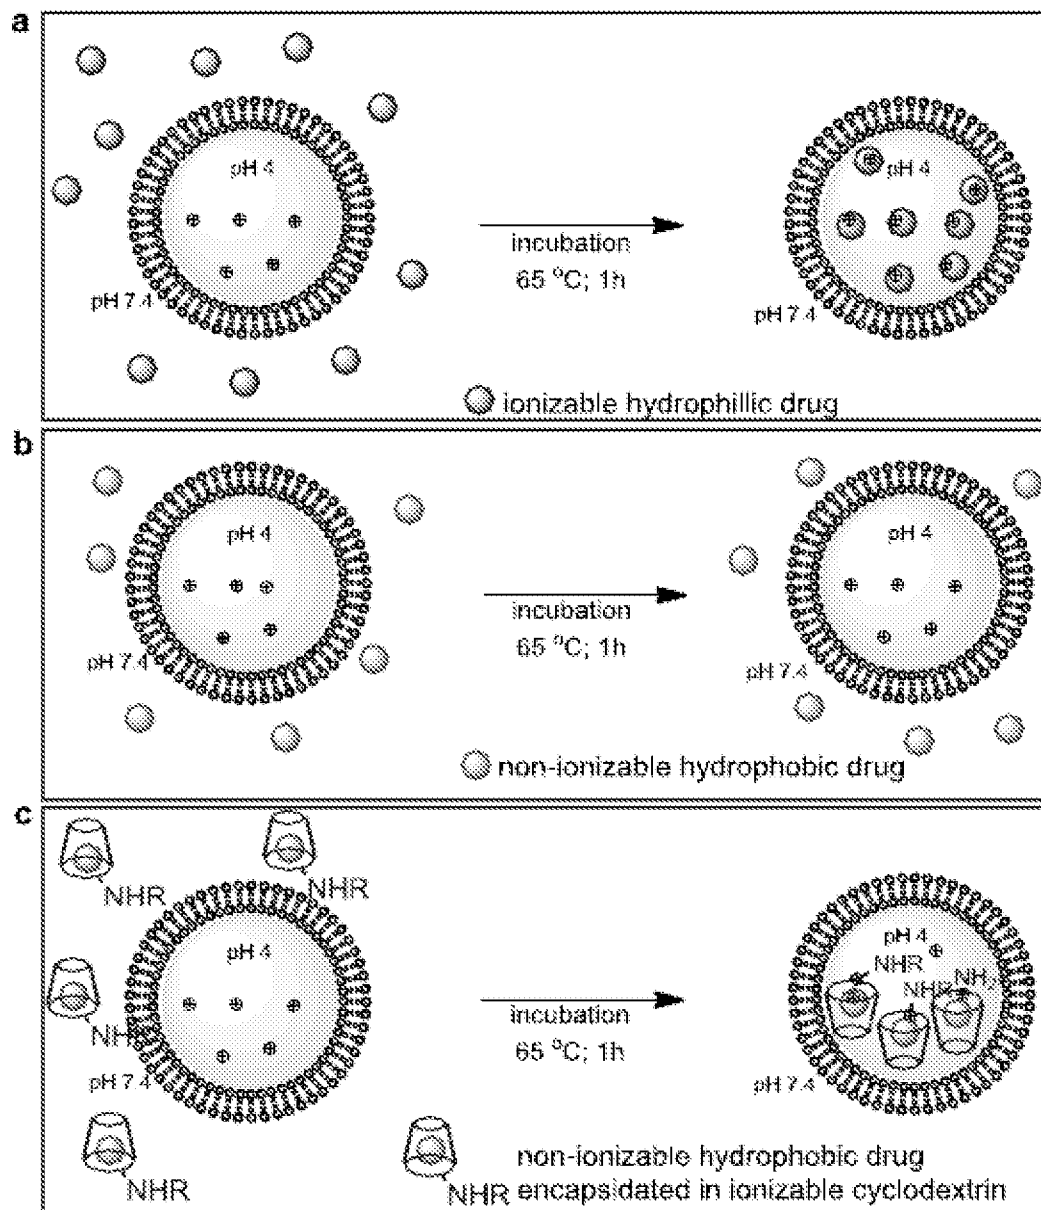 a
pH 4
pH 7.4
incubation
65 °C; 1h
pH 4
pH 7.4
ionizable hydrophillic drug
b
pH 4
pH 7.4
incubation
65 °C; 1h
pH 4
pH 7.4
non-ionizable hydrophobic drug
c
NHR
NHR
NHR
pH 4
pH 7.4
NHR
incubation
65 °C; 1h
pH 4
NHR
NHR
NH2
pH 7.4
NHR
non-ionizable hydrophobic drug
encapsidated in ionizable cyclodextrin